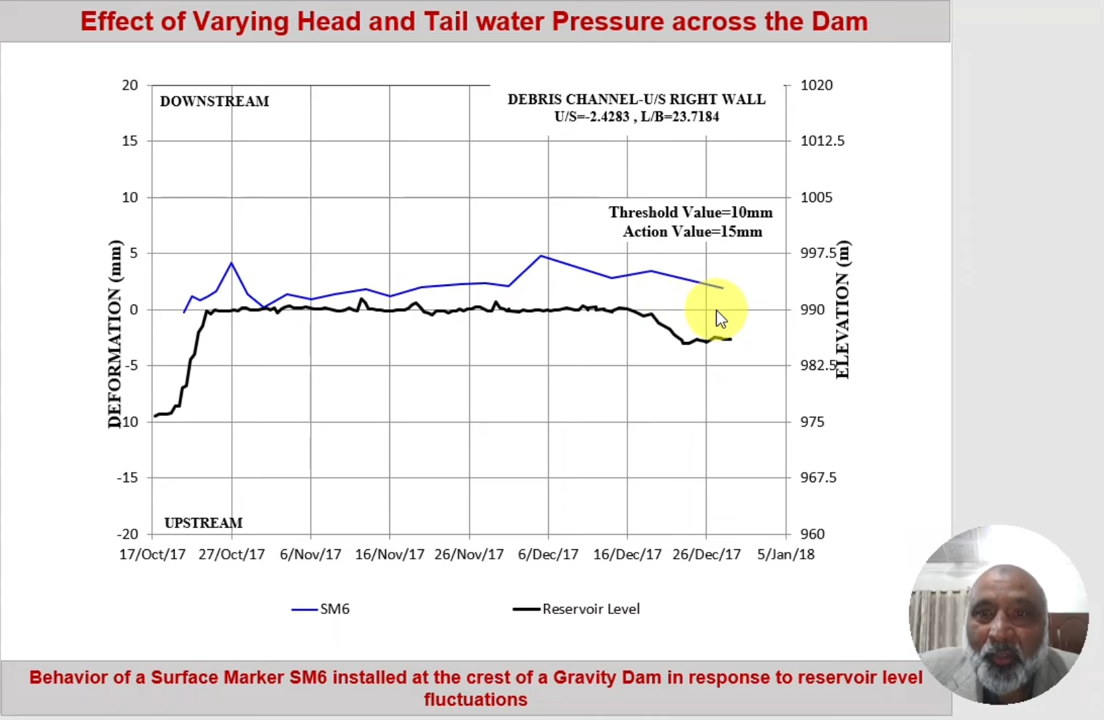 Effect of Varying Head and Tail water Pressure across the Dam
20
15
10
5
0
-5
-10
-15
-20
DEFORMATION (mm)
DOWNSTREAM
DEBRIS CHANNEL-U/S RIGHT WALL
U/S=-2.4283 , L/B=23.7184
Threshold Value=10mm
Action Value=15mm
UPSTREAM
1020
1012.5
1005
997.5
990
982.5
975
967.5
960
ELEVATION (m)
17/Oct/17 27/Oct/17 6/Nov/17 16/Nov/17 26/Nov/17 6/Dec/17 16/Dec/17 26/Dec/17 5/Jan/18
SM6 Reservoir Level
Behavior of a Surface Marker SM6 installed at the crest of a Gravity Dam in response to reservoir level
fluctuations